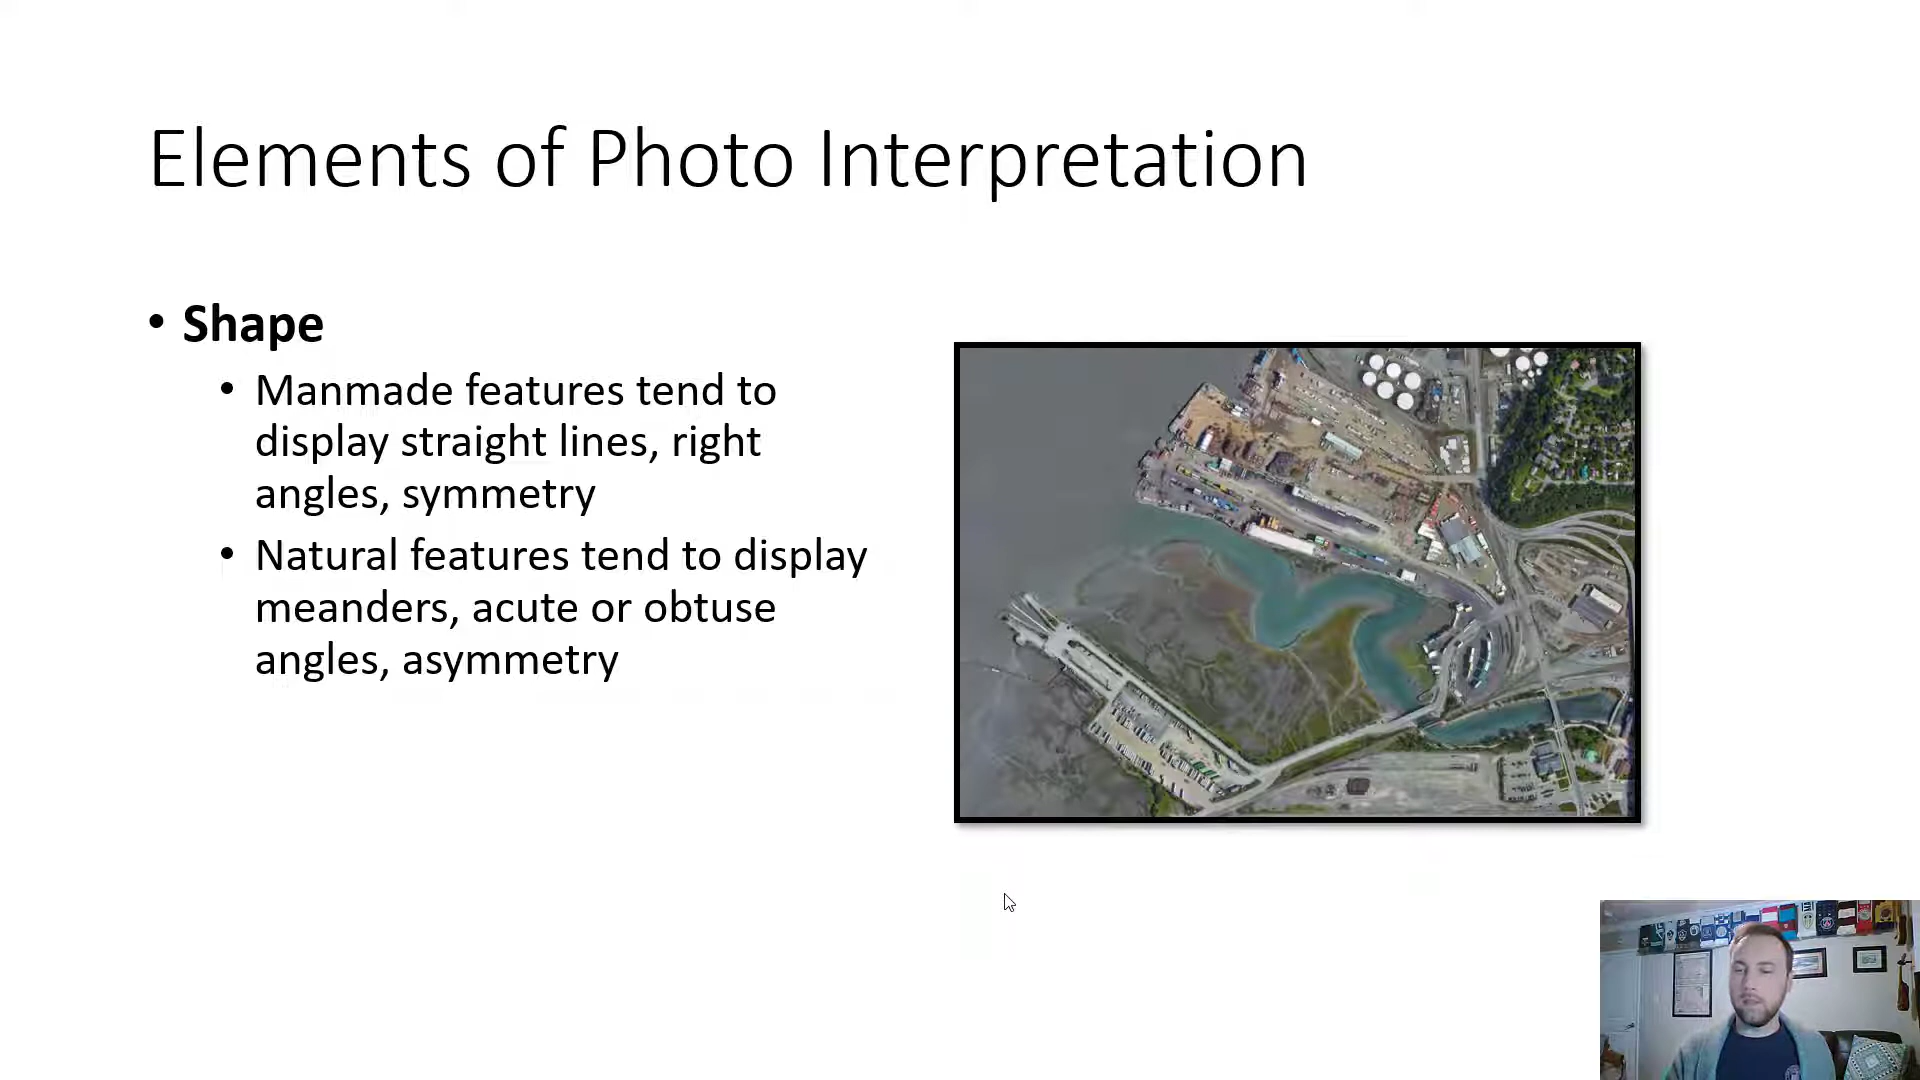 Elements of Photo Interpretation
• Shape
• Manmade features tend to
display straight lines, right
angles, symmetry
• Natural features tend to display
meanders, acute or obtuse
angles, asymmetry